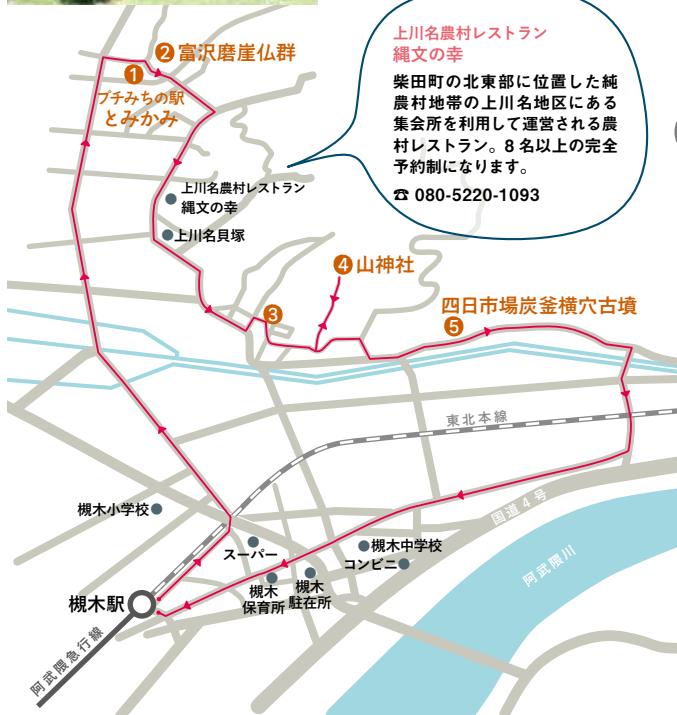 上川名農村レストラン
縄文の幸
柴田町の北東部に位置した純
農村地帯の上川名地区にある
集会所を利用して運営される農
村レストラン。8名以上の完全
予約制になります。
☎ 080-5220-1093
❷ 富沢磨崖仏群
❶
プチみちの駅
とみかみ
上川名農村レストラン
縄文の幸
上川名貝塚
❹ 山神社
❸
四日市場炭釜横穴古墳
❺
東北本線
国道4号
槻木小学校
スーパー
槻木中学校
コンビニ
阿武隈川
槻木駅
槻木
保育所
槻木
駐在所
阿武隈急行線